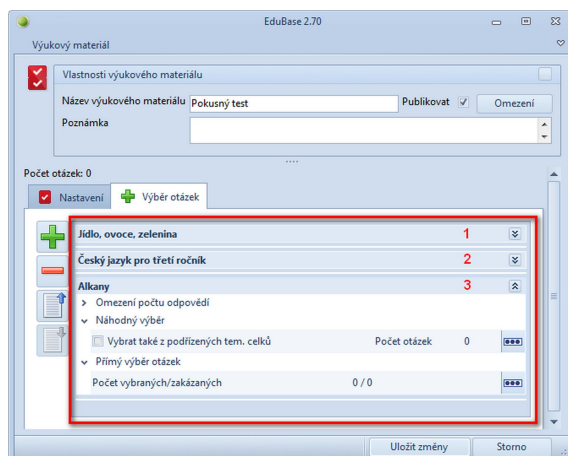 EduBase 2.70
Výukový materiál
Vlastnosti výukového materiálu
Název výukového materiálu Pokusný test Publikovat Omezení
Poznámka
Počet otázek: 0
Nastavení Výběr otázek
Jídlo, ovoce, zelenina 1
Český jazyk pro třetí ročník 2
Alkany 3
Omezení počtu odpovědí
Náhodný výběr
Vybrat také z podřízených tem. celků Počet otázek 0
Přímý výběr otázek
Počet vybraných/zakázaných 0 / 0
Uložit změny Storno